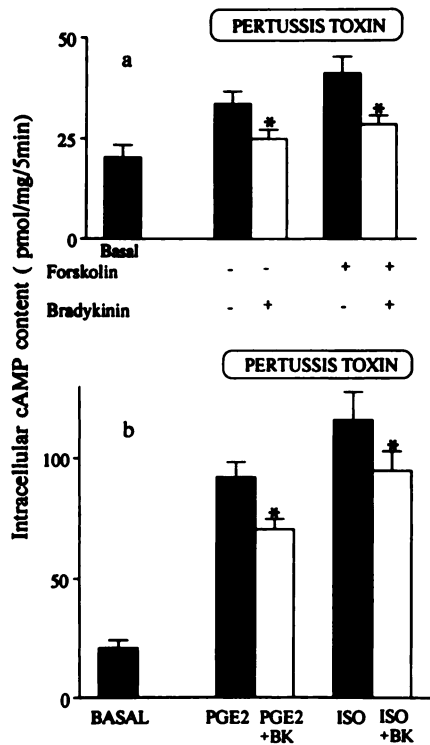 PERTUSSIS TOXIN
50
a
25
0
Basal
Forskolin - - + +
Bradykinin - + - +
Intracellular cAMP content ( pmol/mg/5min)
PERTUSSIS TOXIN
b
100
50
0
BASAL PGE2 PGE2 ISO ISO
+BK +BK
* * * *